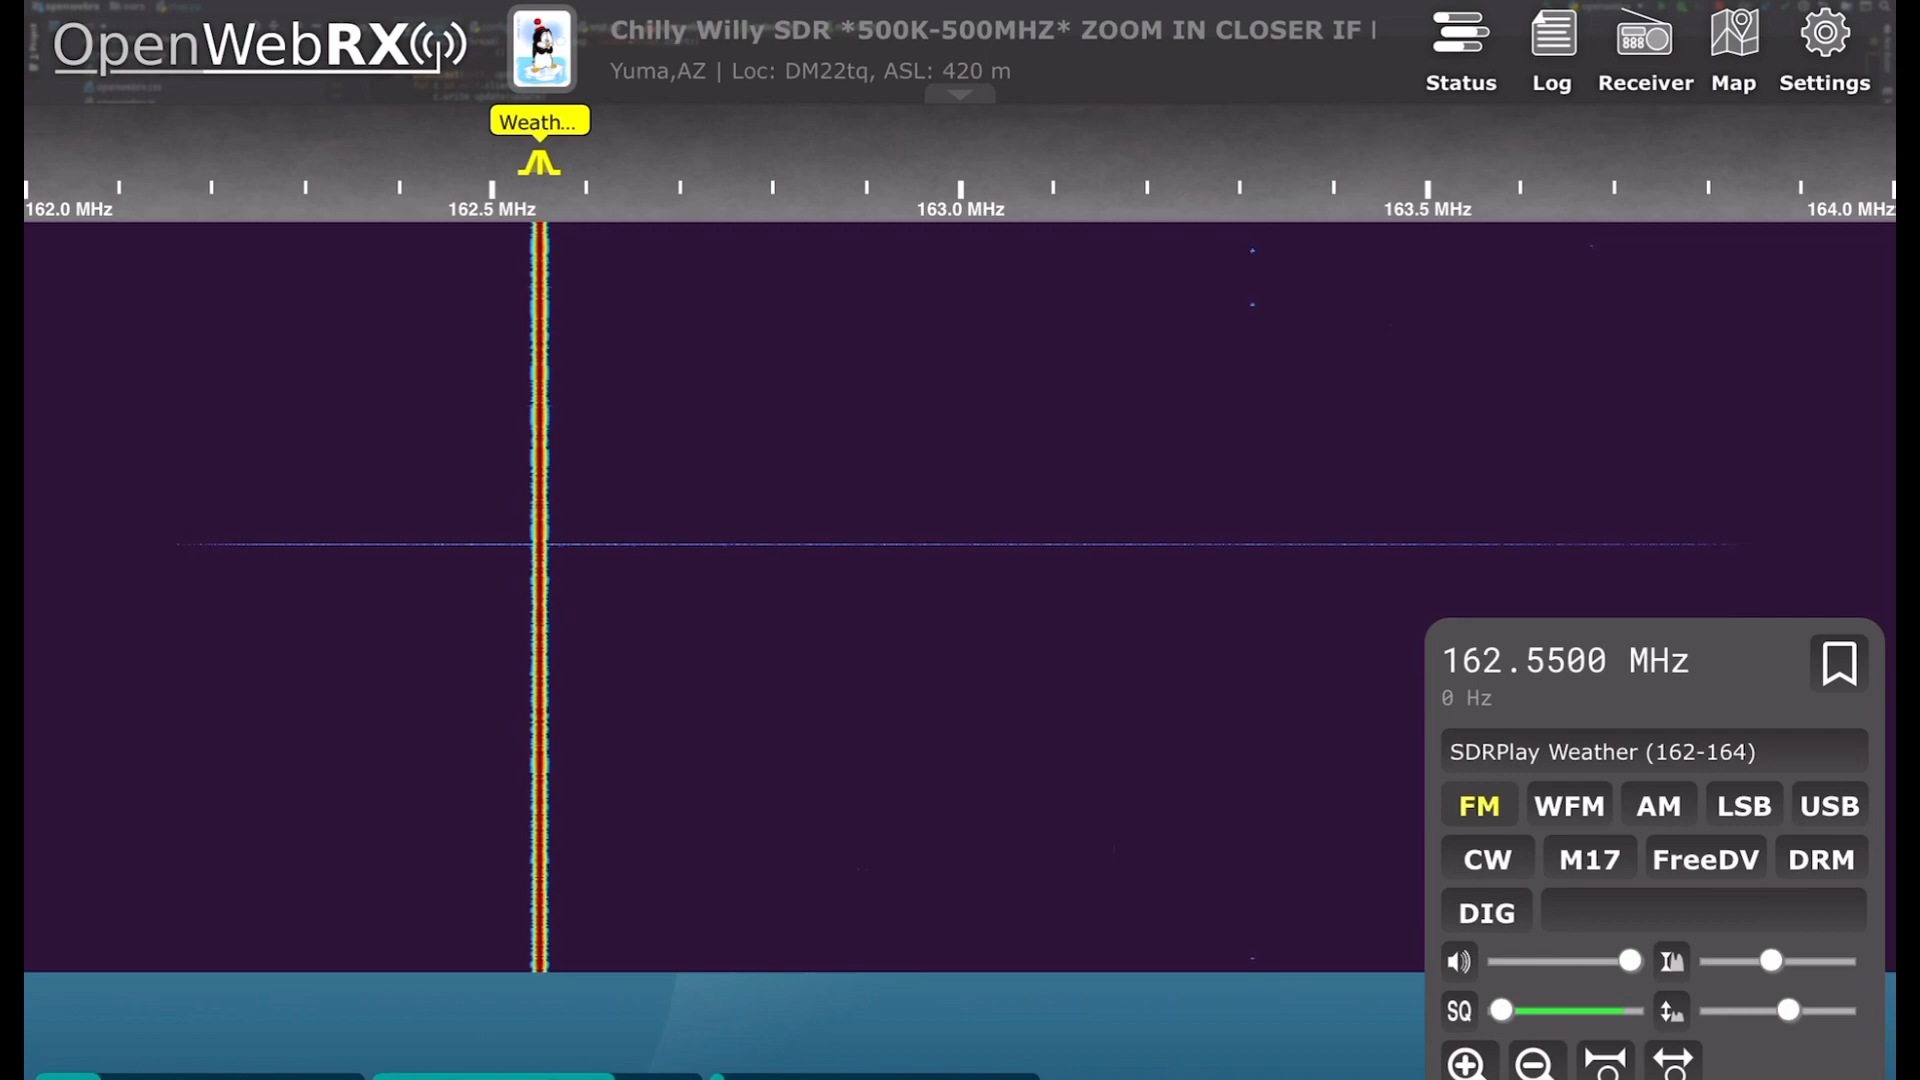 OpenWebRX
Chilly Willy SDR *500K-500MHZ* ZOOM IN CLOSER IF
Yuma,AZ | Loc: DM22tq, ASL: 420 m
Status
Log
888
Receiver
Map
Settings
Weath...
162.0 MHz
162.5 MHz
163.0 MHz
163.5 MHz
164.0 MHz
162.5500 MHz
0 Hz
SDRPlay Weather (162-164)
FM WFM AM LSB USB
CW M17 FreeDV DRM
DIG
SQ